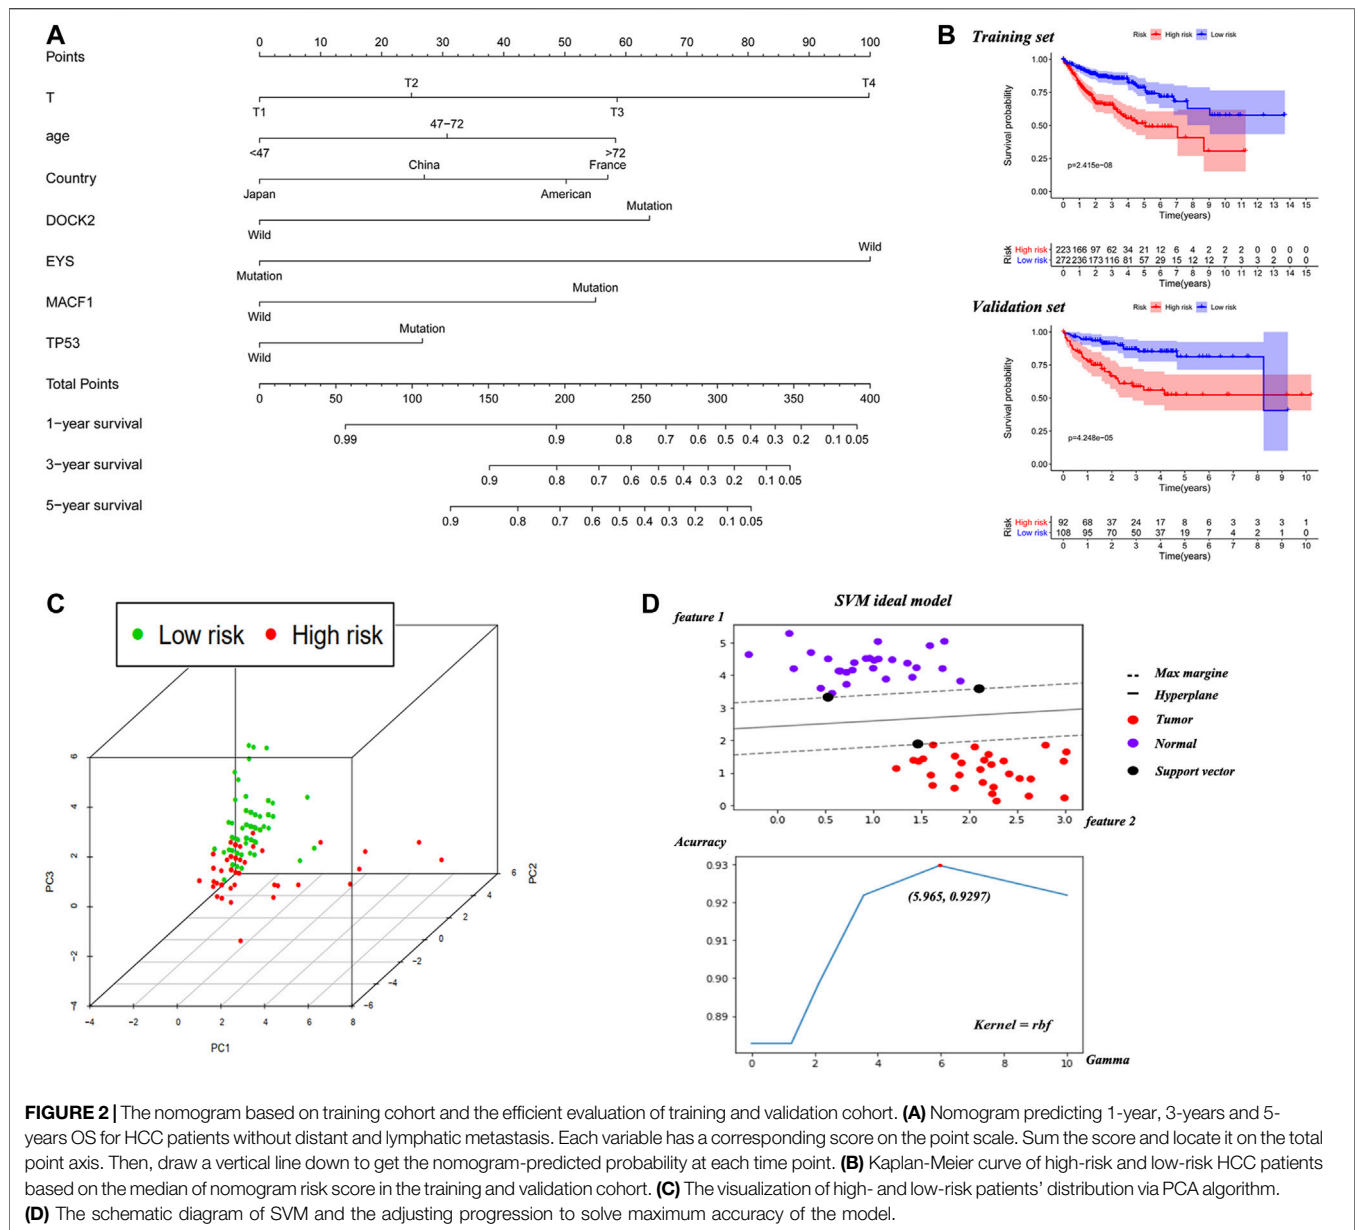 A
Points
0 10 20 30 40 50 60 70 80 90 100
T
T2 T4
T1 T3
age
47−72
<47 >72
Country
China France
Japan American
DOCK2
Mutation
Wild
EYS
Wild
Mutation
MACF1
Mutation
Wild
TP53
Mutation
Wild
Total Points
0 50 100 150 200 250 300 350 400
1−year survival
0.99 0.9 0.8 0.7 0.6 0.5 0.4 0.3 0.2 0.1 0.05
3−year survival
0.9 0.8 0.7 0.6 0.5 0.4 0.3 0.2 0.1 0.05
5−year survival
0.9 0.8 0.7 0.6 0.5 0.4 0.3 0.2 0.1 0.05
B
Training set
Risk High risk Low risk
Survival probability
1.00
0.75
0.50
0.25
0.00
p=2.415e−08
0 1 2 3 4 5 6 7 8 9 10 11 12 13 14 15
Time(years)
Risk
High risk 223 166 97 62 34 21 12 6 4 2 2 2 0 0 0 0
Low risk 272 236 173 116 81 57 29 15 12 12 7 3 3 2 0 0
0 1 2 3 4 5 6 7 8 9 10 11 12 13 14 15
Time(years)
Validation set
Risk High risk Low risk
Survival probability
1.00
0.75
0.50
0.25
0.00
p=4.248e−05
0 1 2 3 4 5 6 7 8 9 10
Time(years)
Risk
High risk 92 68 37 24 17 8 6 3 3 3 1
Low risk 108 95 70 50 37 19 7 4 2 1 0
0 1 2 3 4 5 6 7 8 9 10
Time(years)
C
Low risk High risk
PC3
6
4
2
0
−2
−4
−4 −2 0 2 4 6 8
PC1
−6
−4
−2
0
2
4
6
PC2
D
SVM ideal model
feature 1
5
4
3
2
1
0
0.0 0.5 1.0 1.5 2.0 2.5 3.0
feature 2
Max margine
Hyperplane
Tumor
Normal
Support vector
Acurracy
0.93
0.92
0.91
0.90
0.89
(5.965, 0.9297)
Kernel = rbf
0 2 4 6 8 10
Gamma
FIGURE 2 | The nomogram based on training cohort and the efficient evaluation of training and validation cohort. (A) Nomogram predicting 1-year, 3-years and 5-
years OS for HCC patients without distant and lymphatic metastasis. Each variable has a corresponding score on the point scale. Sum the score and locate it on the total
point axis. Then, draw a vertical line down to get the nomogram-predicted probability at each time point. (B) Kaplan-Meier curve of high-risk and low-risk HCC patients
based on the median of nomogram risk score in the training and validation cohort. (C) The visualization of high- and low-risk patients’ distribution via PCA algorithm.
(D) The schematic diagram of SVM and the adjusting progression to solve maximum accuracy of the model.